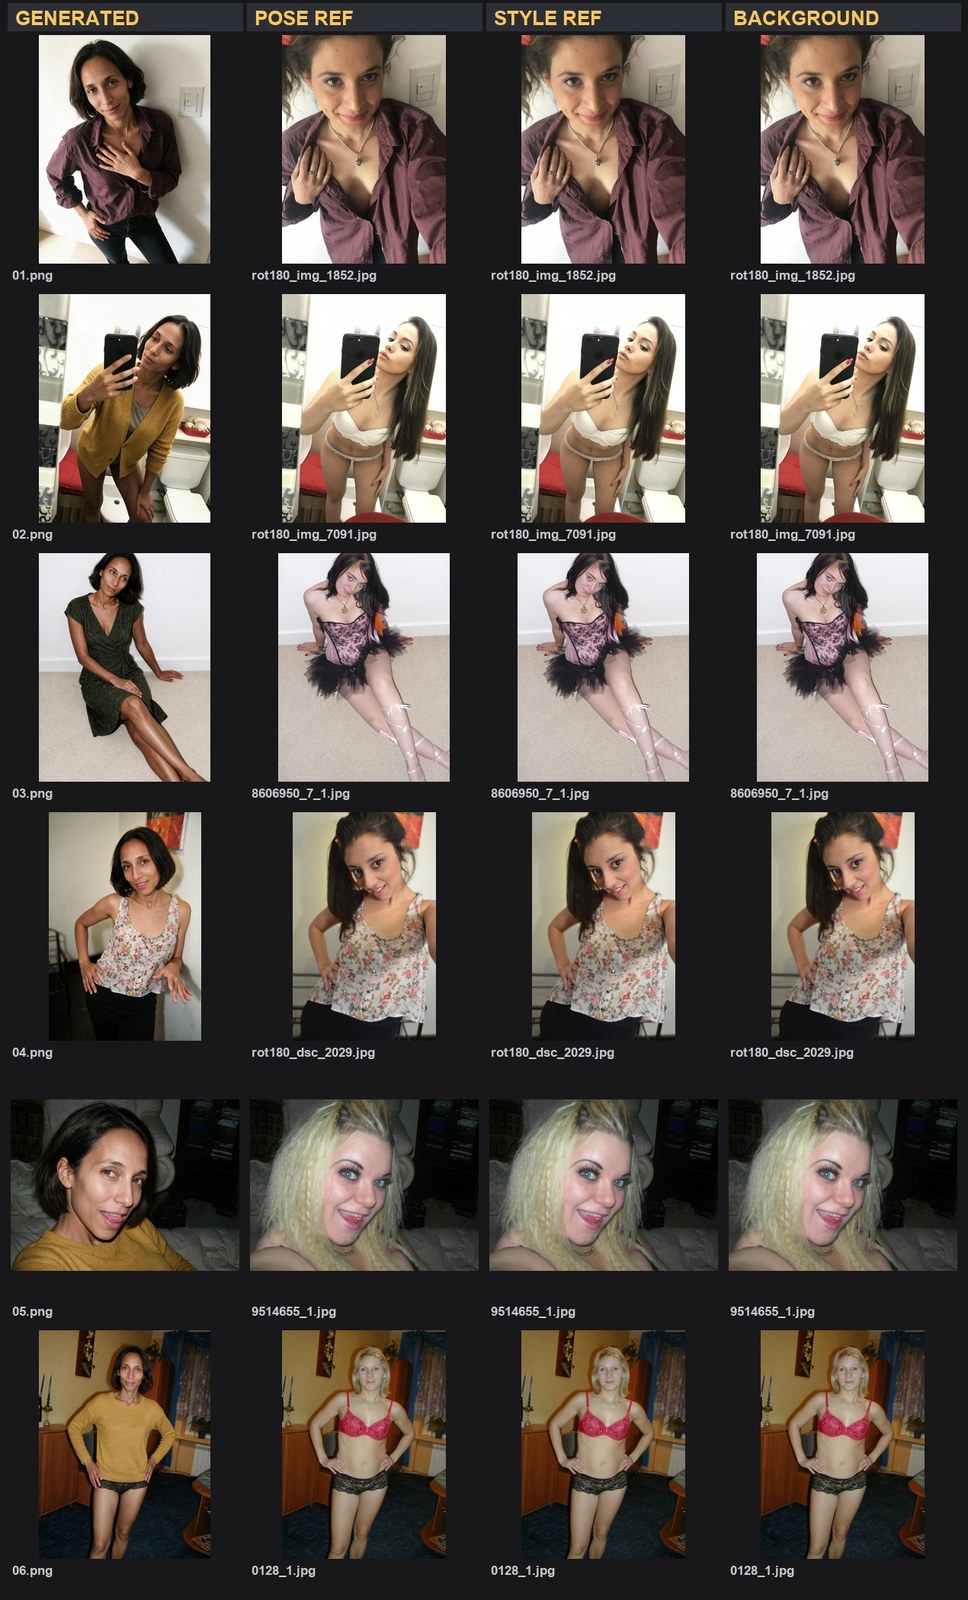 GENERATED POSE REF STYLE REF BACKGROUND
01.png rot180_img_1852.jpg rot180_img_1852.jpg rot180_img_1852.jpg
02.png rot180_img_7091.jpg rot180_img_7091.jpg rot180_img_7091.jpg
03.png 8606950_7_1.jpg 8606950_7_1.jpg 8606950_7_1.jpg
04.png rot180_dsc_2029.jpg rot180_dsc_2029.jpg rot180_dsc_2029.jpg
05.png 9514655_1.jpg 9514655_1.jpg 9514655_1.jpg
06.png 0128_1.jpg 0128_1.jpg 0128_1.jpg